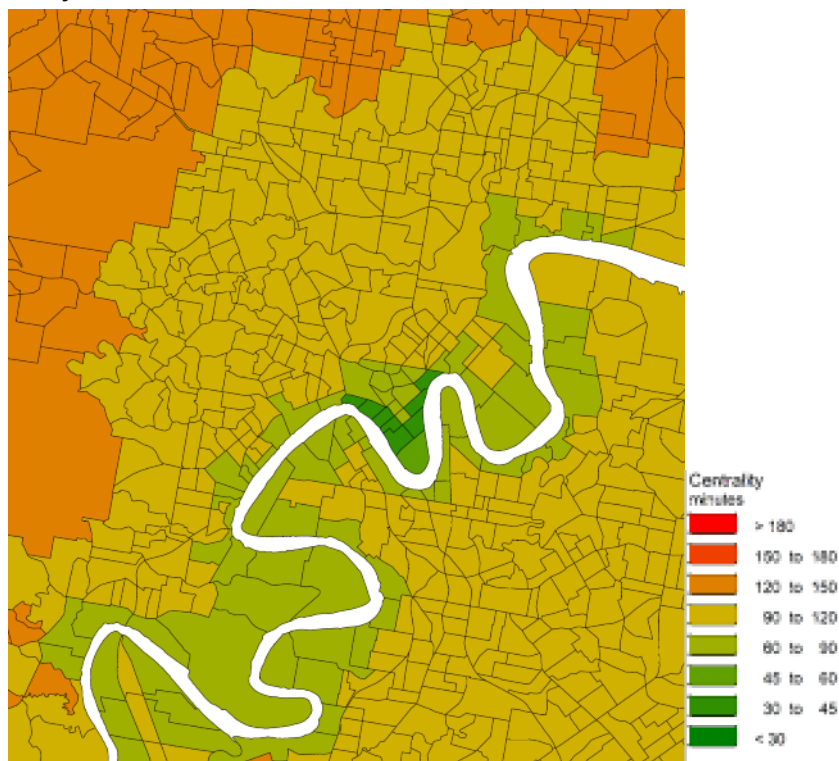 Centrality
minutes
> 180
150 to 180
120 to 150
90 to 120
60 to 90
45 to 60
30 to 45
< 30